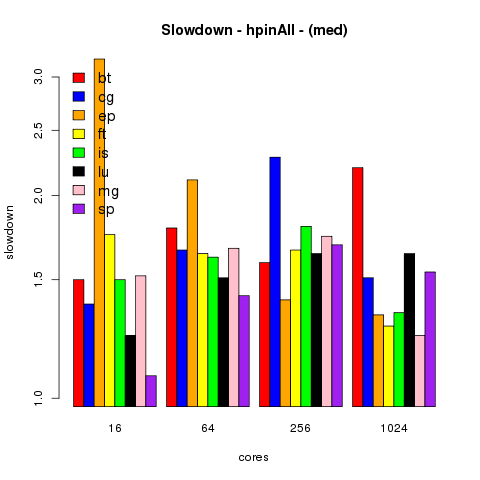 Slowdown - hpinAll - (med)
3.0
2.5
2.0
1.5
1.0
slowdown
bt
cg
ep
ft
is
lu
mg
sp
16 64 256 1024
cores